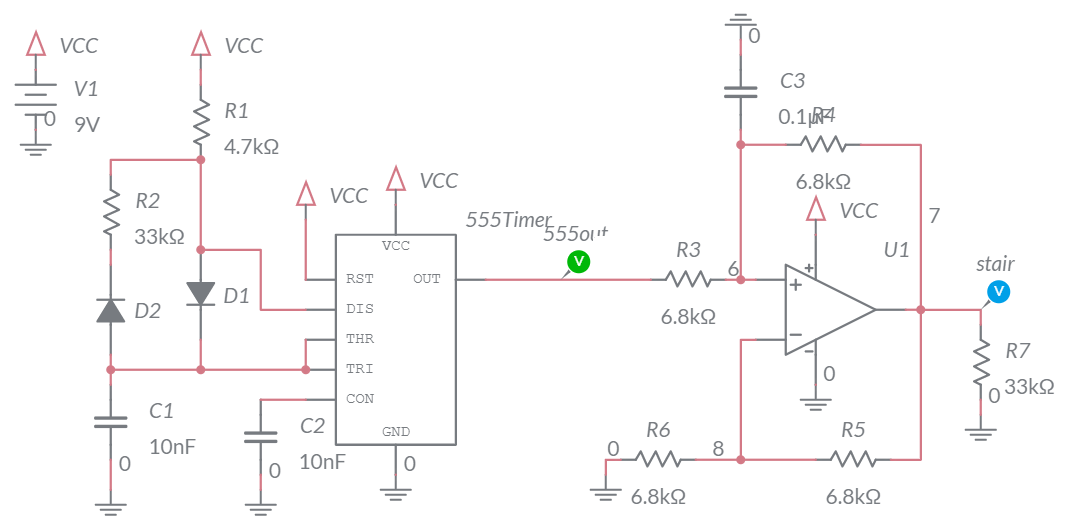 VCC
V1
0
9V
VCC
R1
4.7kΩ
R2
33kΩ
D2
D1
C1
10nF
0
C2
10nF
0
VCC
VCC
555Timer
VCC
RST
DIS
THR
TRI
CON
OUT
GND
0
555out
R3
6.8kΩ
6
0
C3
0.1µF
R4
6.8kΩ
VCC
7
U1
+
+
−
−
0
stair
V
V
R7
33kΩ
0
0
R6
6.8kΩ
8
R5
6.8kΩ